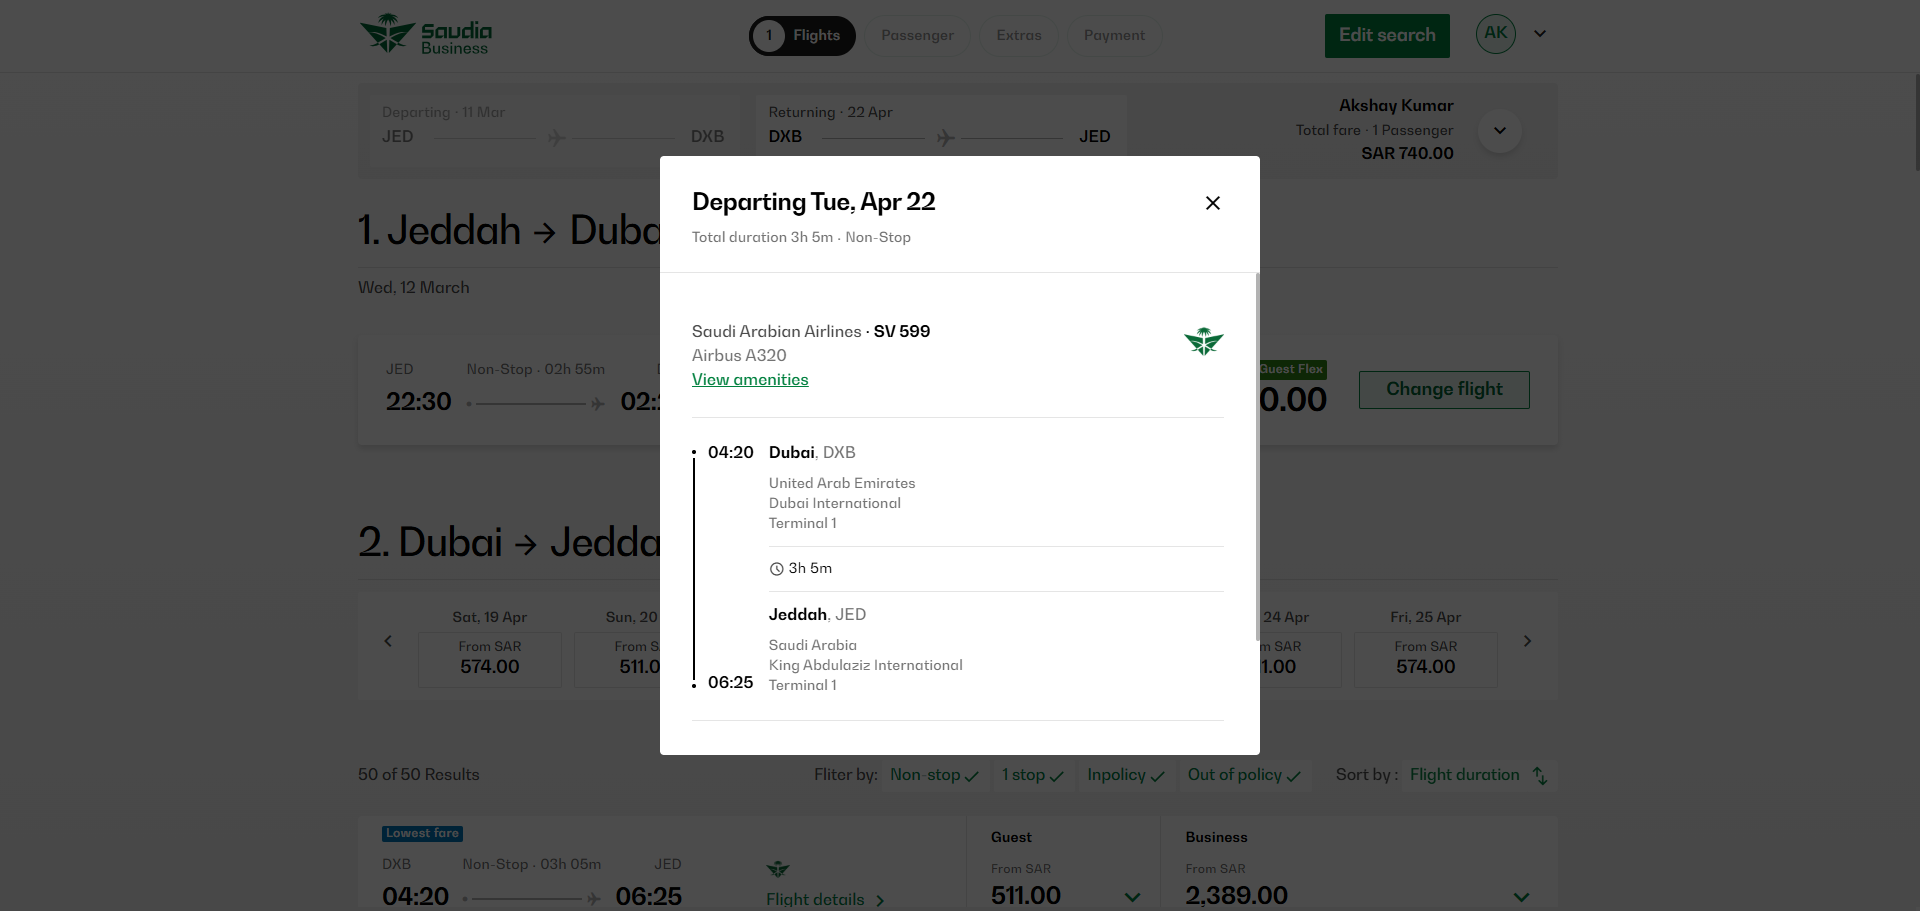 Saudia
Business
1 Flights
Passenger
Extras
Payment
Edit search
AK
Departing · 11 Mar
JED
DXB
Returning · 22 Apr
DXB
JED
Akshay Kumar
Total fare · 1 Passenger
SAR 740.00
1. Jeddah → Duba
Wed, 12 March
JED
Non-Stop · 02h 55m
22:30
02:
Guest Flex
0.00
Change flight
Departing Tue, Apr 22
Total duration 3h 5m · Non-Stop
Saudi Arabian Airlines · SV 599
Airbus A320
View amenities
04:20
Dubai, DXB
United Arab Emirates
Dubai International
Terminal 1
3h 5m
Jeddah, JED
Saudi Arabia
King Abdulaziz International
Terminal 1
06:25
2. Dubai → Jedda
Sat, 19 Apr
From SAR
574.00
Sun, 20
From S
511.0
24 Apr
m SAR
1.00
Fri, 25 Apr
From SAR
574.00
50 of 50 Results
Fliter by:
Non-stop
1 stop
Inpolicy
Out of policy
Sort by :
Flight duration
Lowest fare
DXB
Non-Stop · 03h 05m
JED
04:20
06:25
Flight details
Guest
From SAR
511.00
Business
From SAR
2,389.00